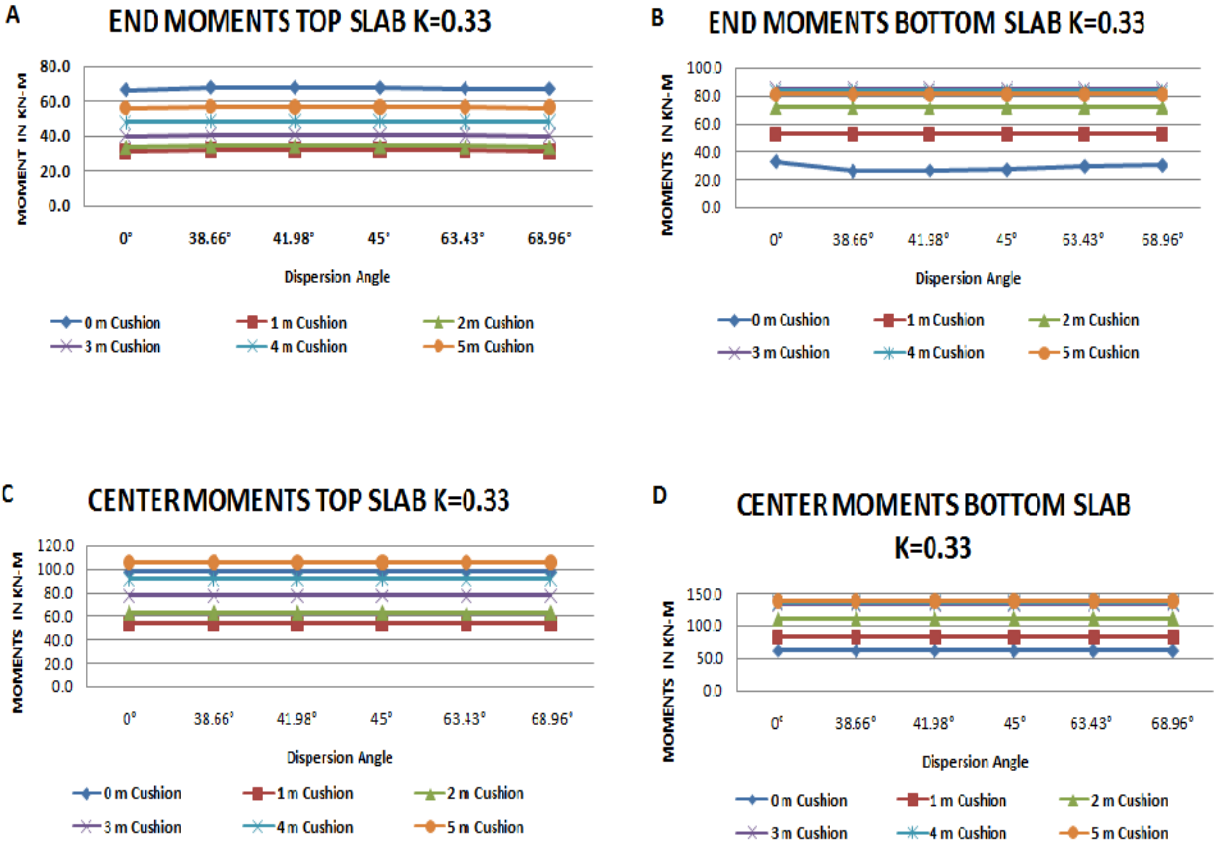 A
END MOMENTS TOP SLAB K=0.33
MOMENT IN KN-M
80.0
60.0
40.0
20.0
0.0
0° 38.66° 41.98° 45° 63.43° 68.96°
Dispersion Angle
0 m Cushion 1 m Cushion 2 m Cushion
3 m Cushion 4 m Cushion 5 m Cushion
B
END MOMENTS BOTTOM SLAB K=0.33
MOMENTS IN KN-M
100.0
80.0
60.0
40.0
20.0
0.0
0° 38.66° 41.98° 45° 63.43° 68.96°
Dispersion Angle
0 m Cushion 1 m Cushion 2 m Cushion
3 m Cushion 4 m Cushion 5 m Cushion
C
CENTER MOMENTS TOP SLAB K=0.33
MOMENTS IN KN-M
120.0
100.0
80.0
60.0
40.0
20.0
0.0
0° 38.66° 41.98° 45° 63.43° 68.96°
Dispersion Angle
0 m Cushion 1 m Cushion 2 m Cushion
3 m Cushion 4 m Cushion 5 m Cushion
D
CENTER MOMENTS BOTTOM SLAB
K=0.33
MOMENTS IN KN-M
150.0
100.0
50.0
0.0
0° 38.66° 41.98° 45° 63.43° 68.96°
Dispersion Angle
0 m Cushion 1 m Cushion 2 m Cushion
3 m Cushion 4 m Cushion 5 m Cushion